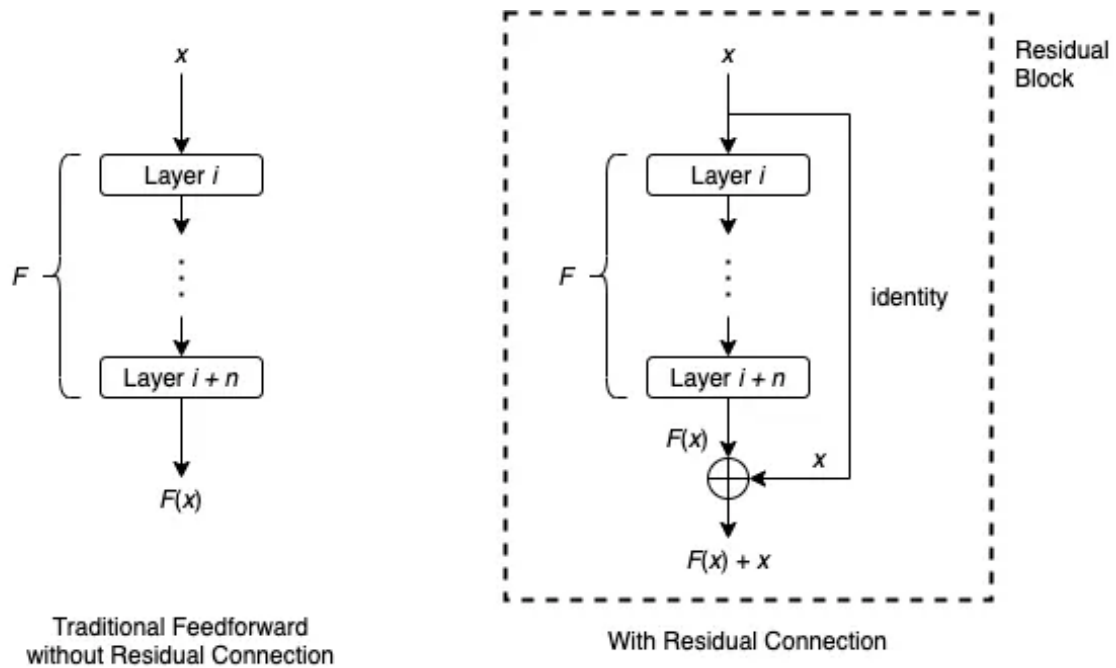 x
Layer i
F
Layer i + n
F(x)
Traditional Feedforward
without Residual Connection
Residual
Block
x
Layer i
F
identity
Layer i + n
F(x)
x
F(x) + x
With Residual Connection